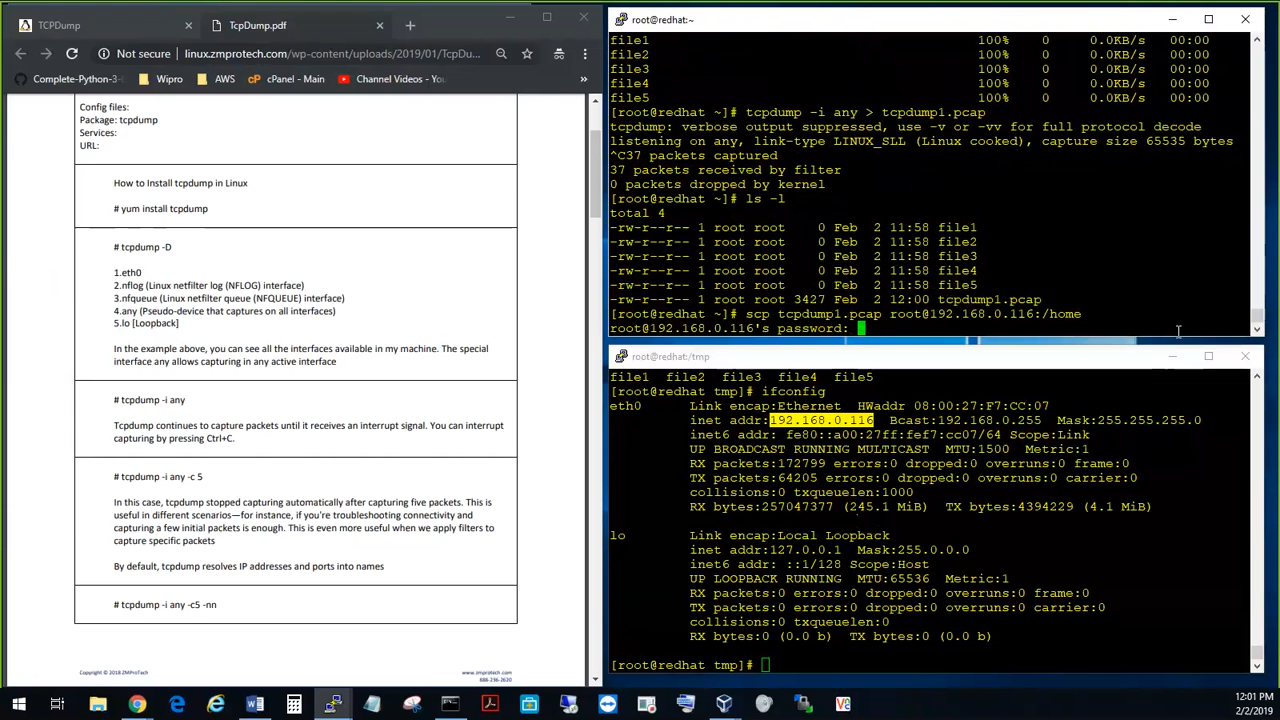 TCPDump
TcpDump.pdf
Not secure
linux.zmprotech.com/wp-content/uploads/2019/01/TcpDu...
Complete-Python-3-
Wipro
AWS
cP cPanel - Main
Channel Videos - You
»
Config files:
Package: tcpdump
Services:
URL:
How to Install tcpdump in Linux
# yum install tcpdump
# tcpdump -D
1.eth0
2.nflog (Linux netfilter log (NFLOG) interface)
3.nfqueue (Linux netfilter queue (NFQUEUE) interface)
4.any (Pseudo-device that captures on all interfaces)
5.lo [Loopback]
In the example above, you can see all the interfaces available in my machine. The special
interface any allows capturing in any active interface
# tcpdump -i any
Tcpdump continues to capture packets until it receives an interrupt signal. You can interrupt
capturing by pressing Ctrl+C.
# tcpdump -i any -c 5
In this case, tcpdump stopped capturing automatically after capturing five packets. This is
useful in different scenarios—for instance, if you're troubleshooting connectivity and
capturing a few initial packets is enough. This is even more useful when we apply filters to
capture specific packets
By default, tcpdump resolves IP addresses and ports into names
# tcpdump -i any -c5 -nn
Copyright © 2018 ZMProTech
www.zmprotech.com
888-236-2620
root@redhat:~
file1 100% 0 0.0KB/s 00:00
file2 100% 0 0.0KB/s 00:00
file3 100% 0 0.0KB/s 00:00
file4 100% 0 0.0KB/s 00:00
file5 100% 0 0.0KB/s 00:00
[root@redhat ~]# tcpdump -i any > tcpdump1.pcap
tcpdump: verbose output suppressed, use -v or -vv for full protocol decode
listening on any, link-type LINUX_SLL (Linux cooked), capture size 65535 bytes
^C37 packets captured
37 packets received by filter
0 packets dropped by kernel
[root@redhat ~]# ls -l
total 4
-rw-r--r-- 1 root root 0 Feb 2 11:58 file1
-rw-r--r-- 1 root root 0 Feb 2 11:58 file2
-rw-r--r-- 1 root root 0 Feb 2 11:58 file3
-rw-r--r-- 1 root root 0 Feb 2 11:58 file4
-rw-r--r-- 1 root root 0 Feb 2 11:58 file5
-rw-r--r-- 1 root root 3427 Feb 2 12:00 tcpdump1.pcap
[root@redhat ~]# scp tcpdump1.pcap root@192.168.0.116:/home
root@192.168.0.116's password:
root@redhat:/tmp
file1 file2 file3 file4 file5
[root@redhat tmp]# ifconfig
eth0 Link encap:Ethernet HWaddr 08:00:27:F7:CC:07
inet addr:192.168.0.116 Bcast:192.168.0.255 Mask:255.255.255.0
inet6 addr: fe80::a00:27ff:fef7:cc07/64 Scope:Link
UP BROADCAST RUNNING MULTICAST MTU:1500 Metric:1
RX packets:172799 errors:0 dropped:0 overruns:0 frame:0
TX packets:64205 errors:0 dropped:0 overruns:0 carrier:0
collisions:0 txqueuelen:1000
RX bytes:257047377 (245.1 MiB) TX bytes:4394229 (4.1 MiB)
lo Link encap:Local Loopback
inet addr:127.0.0.1 Mask:255.0.0.0
inet6 addr: ::1/128 Scope:Host
UP LOOPBACK RUNNING MTU:65536 Metric:1
RX packets:0 errors:0 dropped:0 overruns:0 frame:0
TX packets:0 errors:0 dropped:0 overruns:0 carrier:0
collisions:0 txqueuelen:0
RX bytes:0 (0.0 b) TX bytes:0 (0.0 b)
[root@redhat tmp]#
12:01 PM
2/2/2019